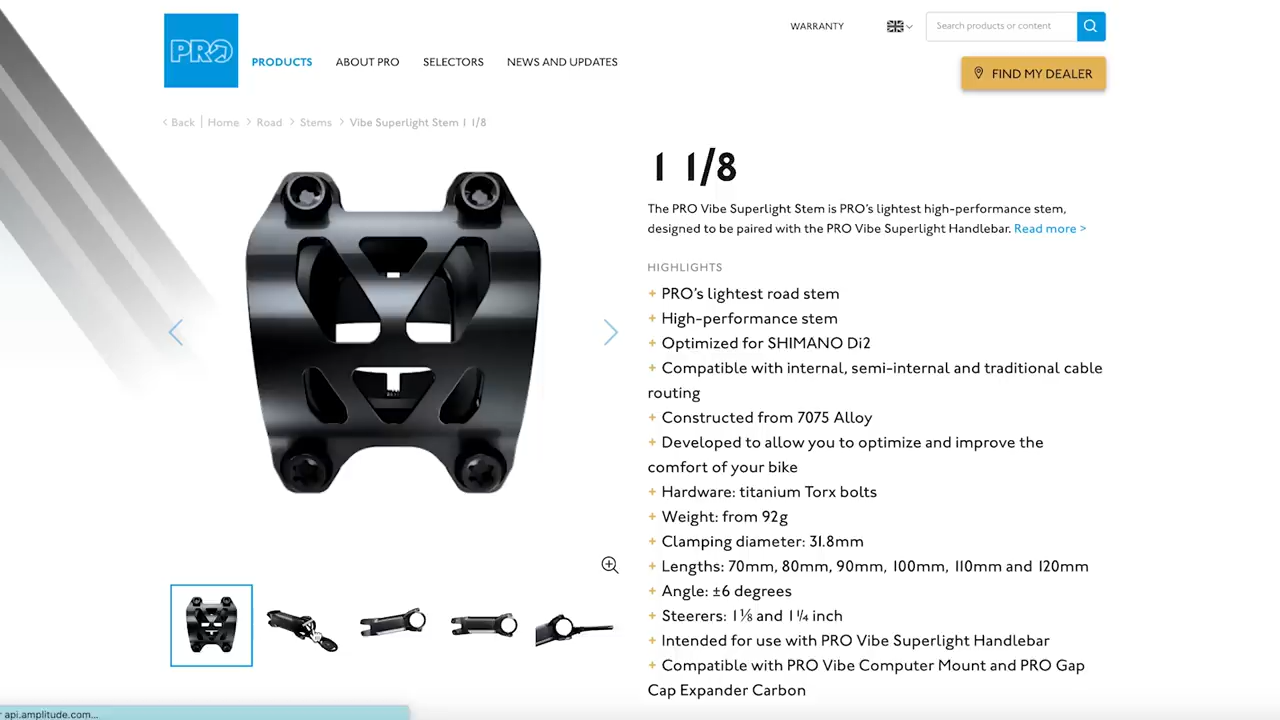 WARRANTY
Search products or content
PRO
PRODUCTS
ABOUT PRO
SELECTORS
NEWS AND UPDATES
FIND MY DEALER
Back
Home
Road
Stems
Vibe Superlight Stem 1 1/8
1 1/8
The PRO Vibe Superlight Stem is PRO's lightest high-performance stem,
designed to be paired with the PRO Vibe Superlight Handlebar. Read more >
HIGHLIGHTS
+ PRO's lightest road stem
+ High-performance stem
+ Optimized for SHIMANO Di2
+ Compatible with internal, semi-internal and traditional cable
routing
+ Constructed from 7075 Alloy
+ Developed to allow you to optimize and improve the
comfort of your bike
+ Hardware: titanium Torx bolts
+ Weight: from 92g
+ Clamping diameter: 31.8mm
+ Lengths: 70mm, 80mm, 90mm, 100mm, 110mm and 120mm
+ Angle: ±6 degrees
+ Steerers: 1⅛ and 1¼ inch
+ Intended for use with PRO Vibe Superlight Handlebar
+ Compatible with PRO Vibe Computer Mount and PRO Gap
Cap Expander Carbon
api.amplitude.com...